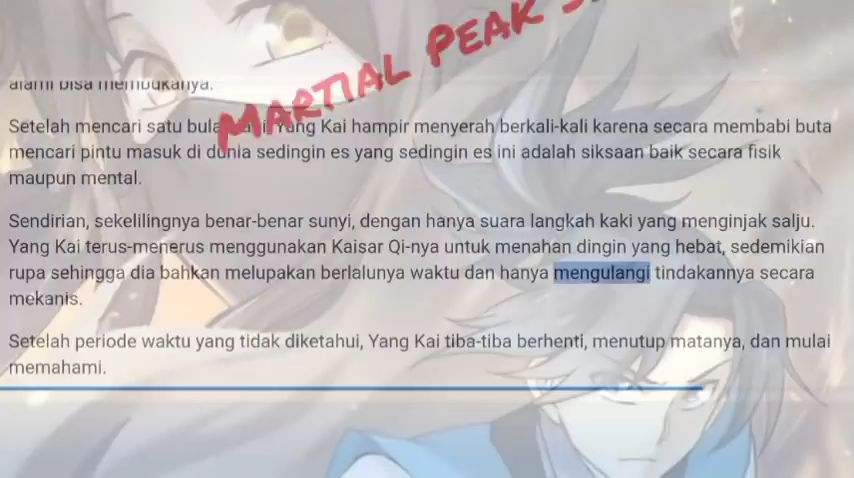 MARTIAL PEAK
alami bisa membukanya.
Setelah mencari satu Yang Kai hampir menyerah berkali-kali karena secara membabi buta
mencari pintu masuk di dunia sedingin es yang sedingin es ini adalah siksaan baik secara fisik
maupun mental.
Sendirian, sekelilingnya benar-benar sunyi, dengan hanya suara langkah kaki yang menginjak salju.
Yang Kai terus-menerus menggunakan Kaisar Qi-nya untuk menahan dingin yang hebat, sedemikian
rupa sehingga dia bahkan melupakan berlalunya waktu dan hanya mengulangi tindakannya secara
mekanis.
Setelah periode waktu yang tidak diketahui, Yang Kai tiba-tiba berhenti, menutup matanya, dan mulai
memahami.